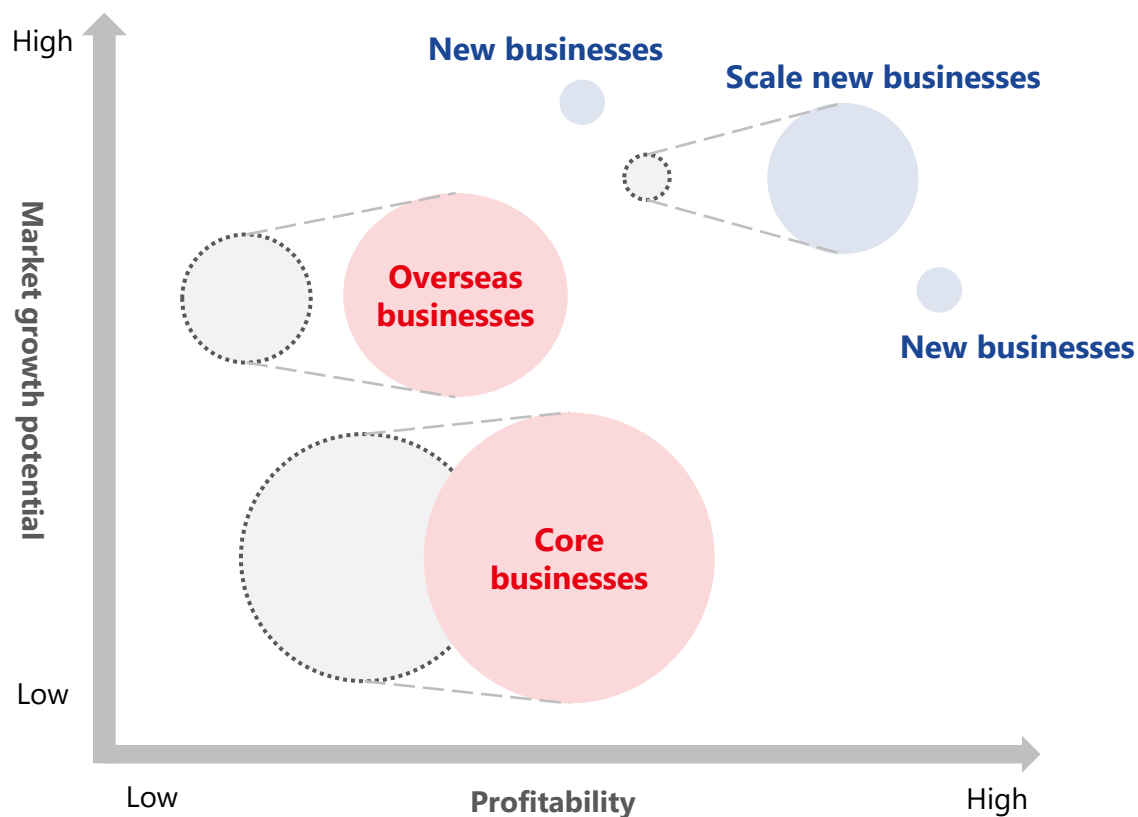 High
New businesses
Scale new businesses
Market growth potential
Overseas
businesses
New businesses
Core
businesses
Low
Low
Profitability
High